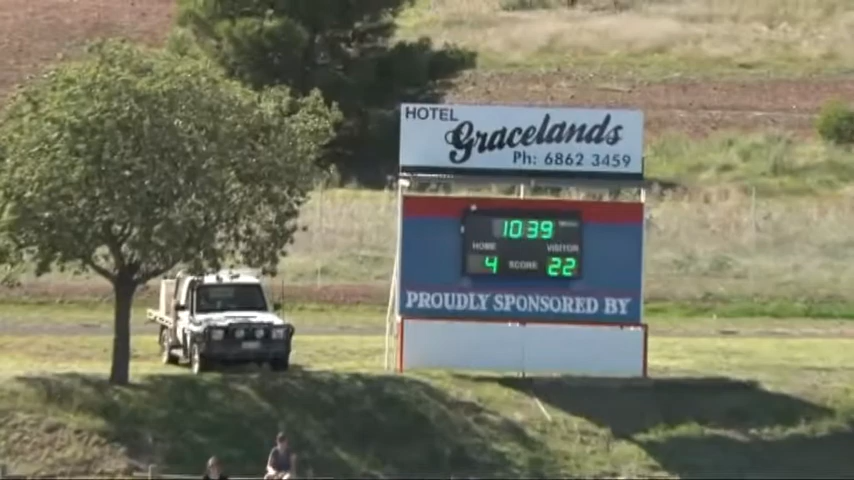 HOTEL
Gracelands
Ph: 6862 3459
10:39
HOME VISITOR
4 SCORE 22
PROUDLY SPONSORED BY